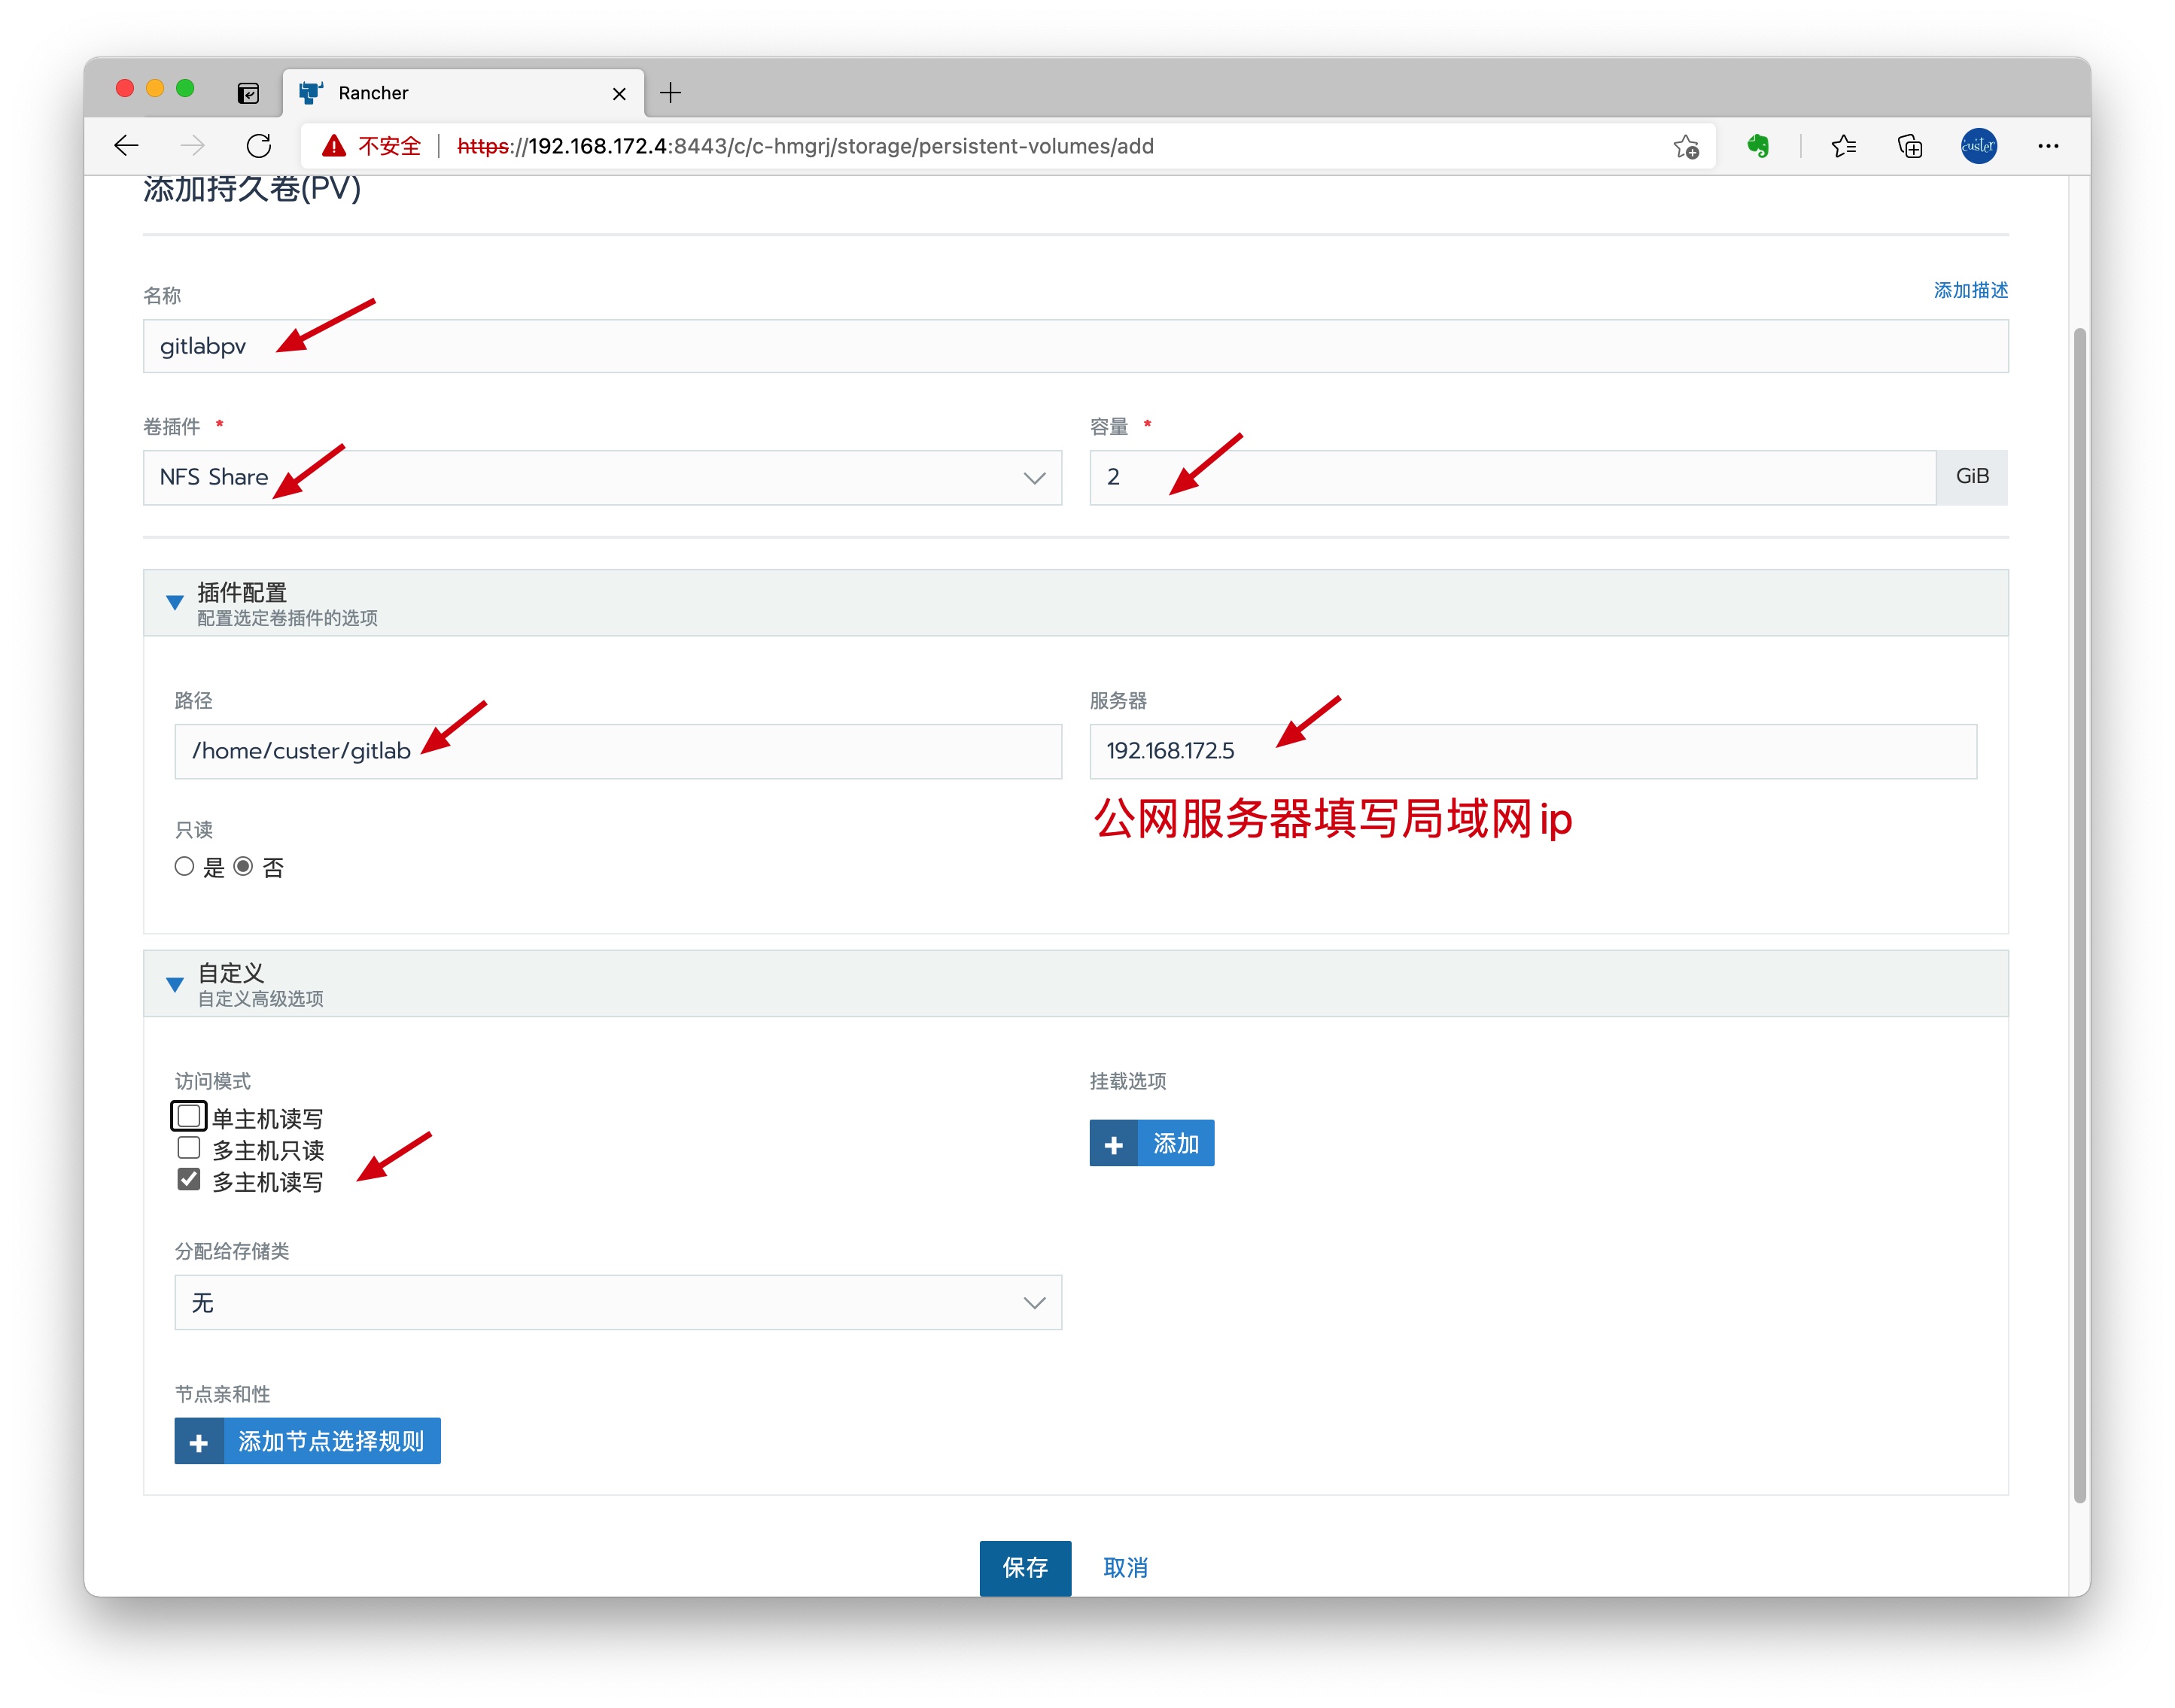 Rancher
不安全 https://192.168.172.4:8443/c/c-hmgrj/storage/persistent-volumes/add
custer
添加持久卷(PV)
名称
添加描述
gitlabpv
卷插件 *
容量 *
NFS Share
2
GiB
插件配置
配置选定卷插件的选项
路径
服务器
/home/custer/gitlab
192.168.172.5
公网服务器填写局域网ip
只读
是 否
自定义
自定义高级选项
访问模式
挂载选项
单主机读写
多主机只读
多主机读写
添加
分配给存储类
无
节点亲和性
添加节点选择规则
保存
取消